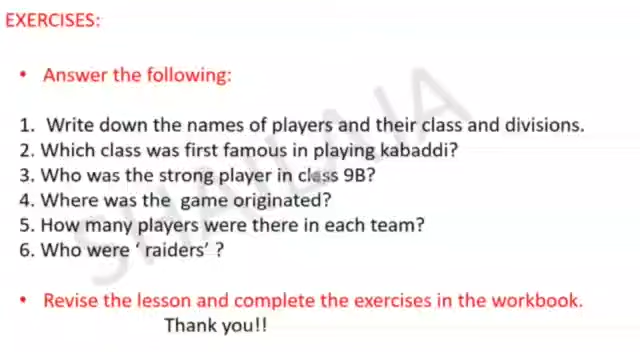 EXERCISES:
• Answer the following:
1. Write down the names of players and their class and divisions.
2. Which class was first famous in playing kabaddi?
3. Who was the strong player in class 9B?
4. Where was the game originated?
5. How many players were there in each team?
6. Who were ‘ raiders’ ?
• Revise the lesson and complete the exercises in the workbook.
Thank you!!
SHAILAJA